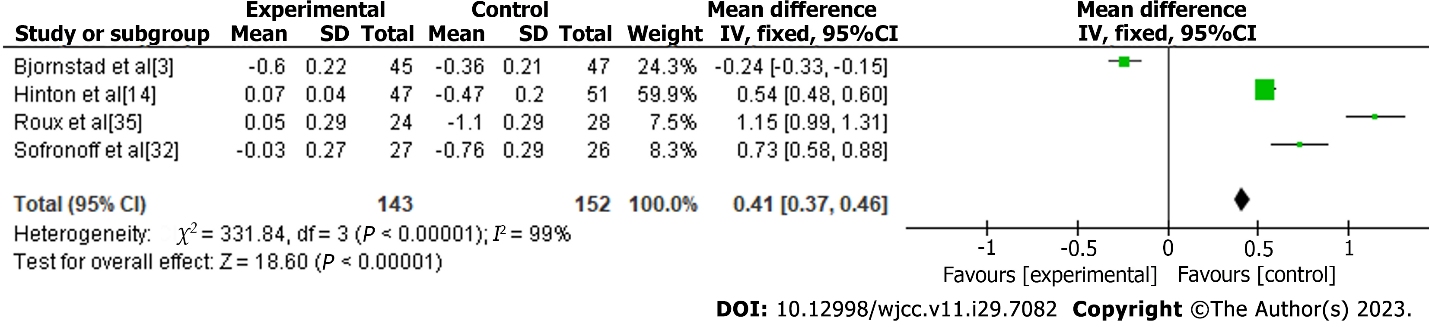 Experimental Control Mean difference Mean difference
Study or subgroup Mean SD Total Mean SD Total Weight IV, fixed, 95%CI IV, fixed, 95%CI
Bjornstad et al[3] -0.6 0.22 45 -0.36 0.21 47 24.3% -0.24 [-0.33, -0.15]
Hinton et al[14] 0.07 0.04 47 -0.47 0.2 51 59.9% 0.54 [0.48, 0.60]
Roux et al[35] 0.05 0.29 24 -1.1 0.29 28 7.5% 1.15 [0.99, 1.31]
Sofronoff et al[32] -0.03 0.27 27 -0.76 0.29 26 8.3% 0.73 [0.58, 0.88]
Total (95% CI) 143 152 100.0% 0.41 [0.37, 0.46]
Heterogeneity: χ² = 331.84, df = 3 (P < 0.00001); I² = 99%
Test for overall effect: Z = 18.60 (P < 0.00001)
-1 -0.5 0 0.5 1
Favours [experimental] Favours [control]
DOI: 10.12998/wjcc.v11.i29.7082 Copyright ©The Author(s) 2023.